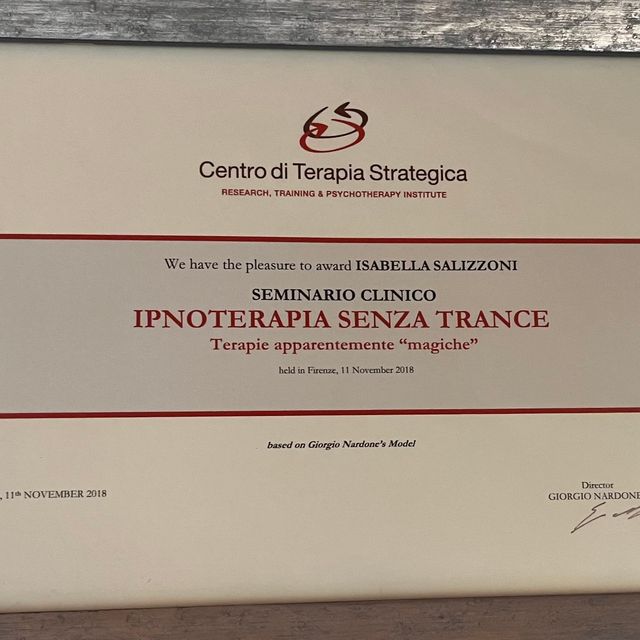 Centro di Terapia Strategica
RESEARCH, TRAINING & PSYCHOTHERAPY INSTITUTE
We have the pleasure to award ISABELLA SALIZZONI
SEMINARIO CLINICO
IPNOTERAPIA SENZA TRANCE
Terapie apparentemente “magiche”
held in Firenze, 11 November 2018
based on Giorgio Nardone's Model
, 11th NOVEMBER 2018
Director
GIORGIO NARDONE